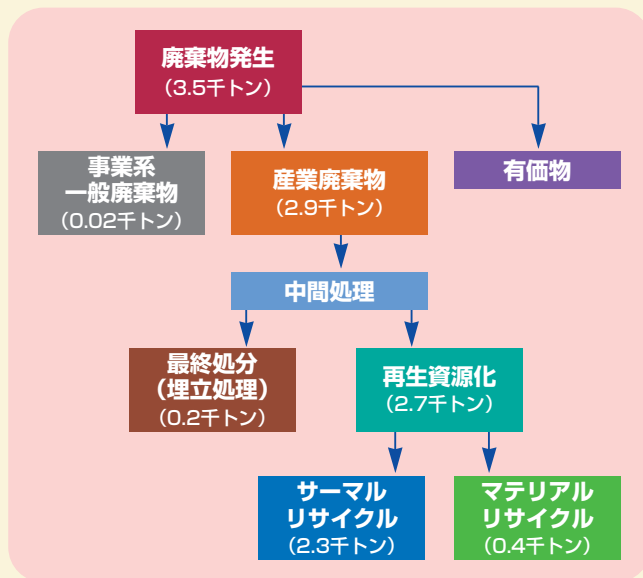 廃棄物発生
（3.5千トン）
事業系
一般廃棄物
（0.02千トン）
産業廃棄物
（2.9千トン）
有価物
中間処理
最終処分
（埋立処理）
（0.2千トン）
再生資源化
（2.7千トン）
サーマル
リサイクル
（2.3千トン）
マテリアル
リサイクル
（0.4千トン）